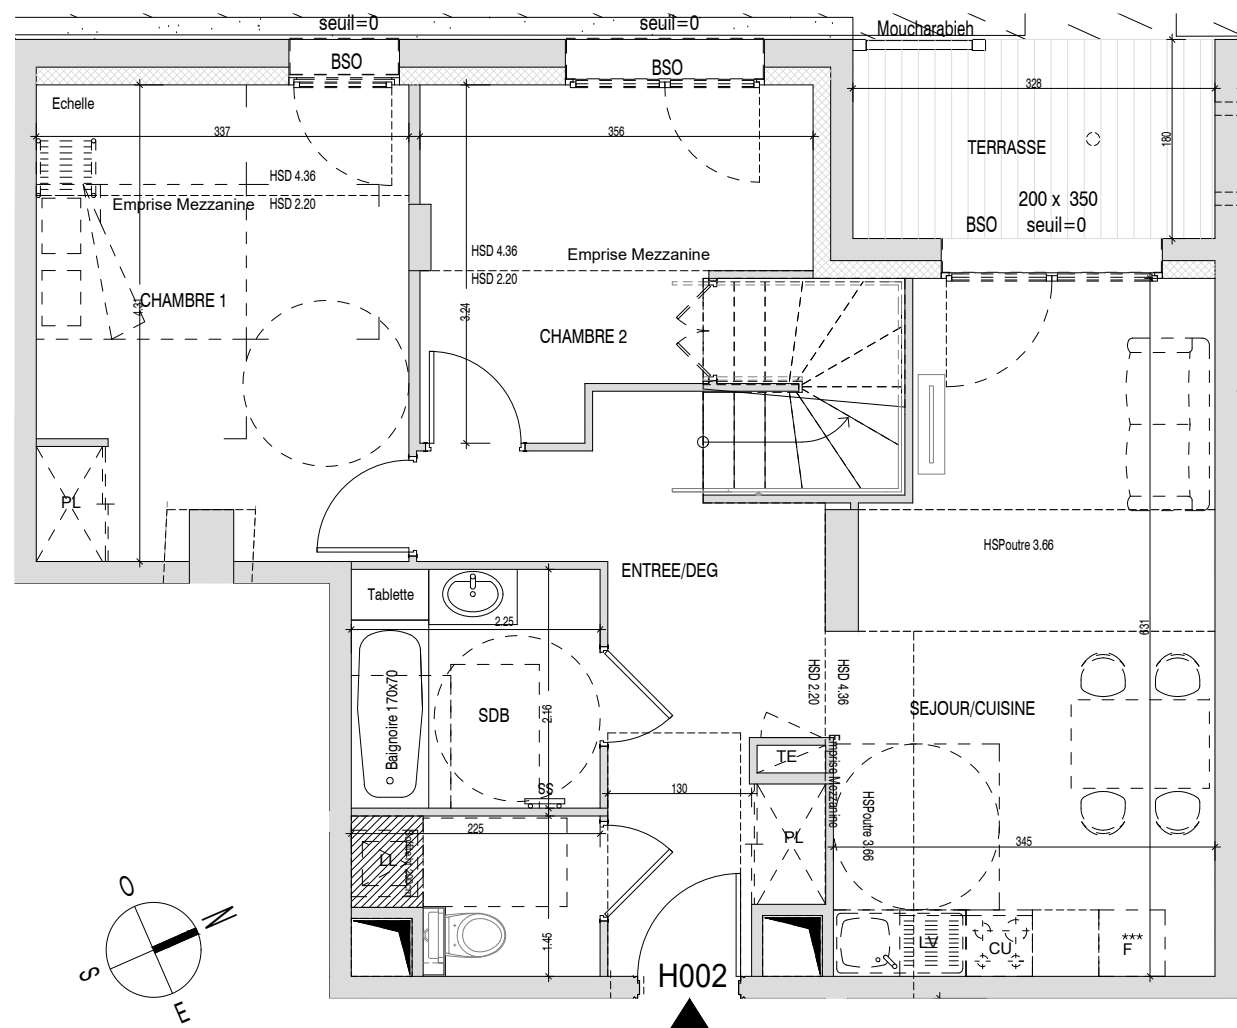 seuil=0
seuil=0
Moucharabieh
BSO
BSO
Echelle
328
337
356
180
TERRASSE
HSD 4.36
Emprise Mezzanine
HSD 2.20
200 x 350
BSO seuil=0
HSD 4.36
Emprise Mezzanine
HSD 2.20
CHAMBRE 1
4.31
3.24
CHAMBRE 2
PL
HSPoutre 3.66
ENTREE/DEG
Tablette
2.25
631
HSD 2.20
HSD 4.36
SEJOUR/CUISINE
Baignoire 170x70
SDB
2.16
TE
Emprise Mezzanine
SS
130
HSPoutre 3.66
225
PL
345
LL
O
N
S
E
1.45
LV
CU
***
F
H002